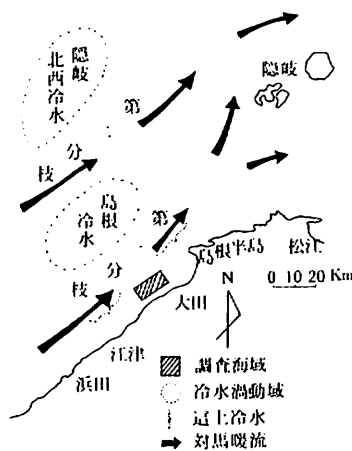 隠岐
北西冷水
隠岐
第
分
枝
島根
冷水
第
分
枝
島根半島
松江
N
0 10 20 Km
大田
江津
浜田
調査海域
冷水渦動域
這上冷水
対馬暖流